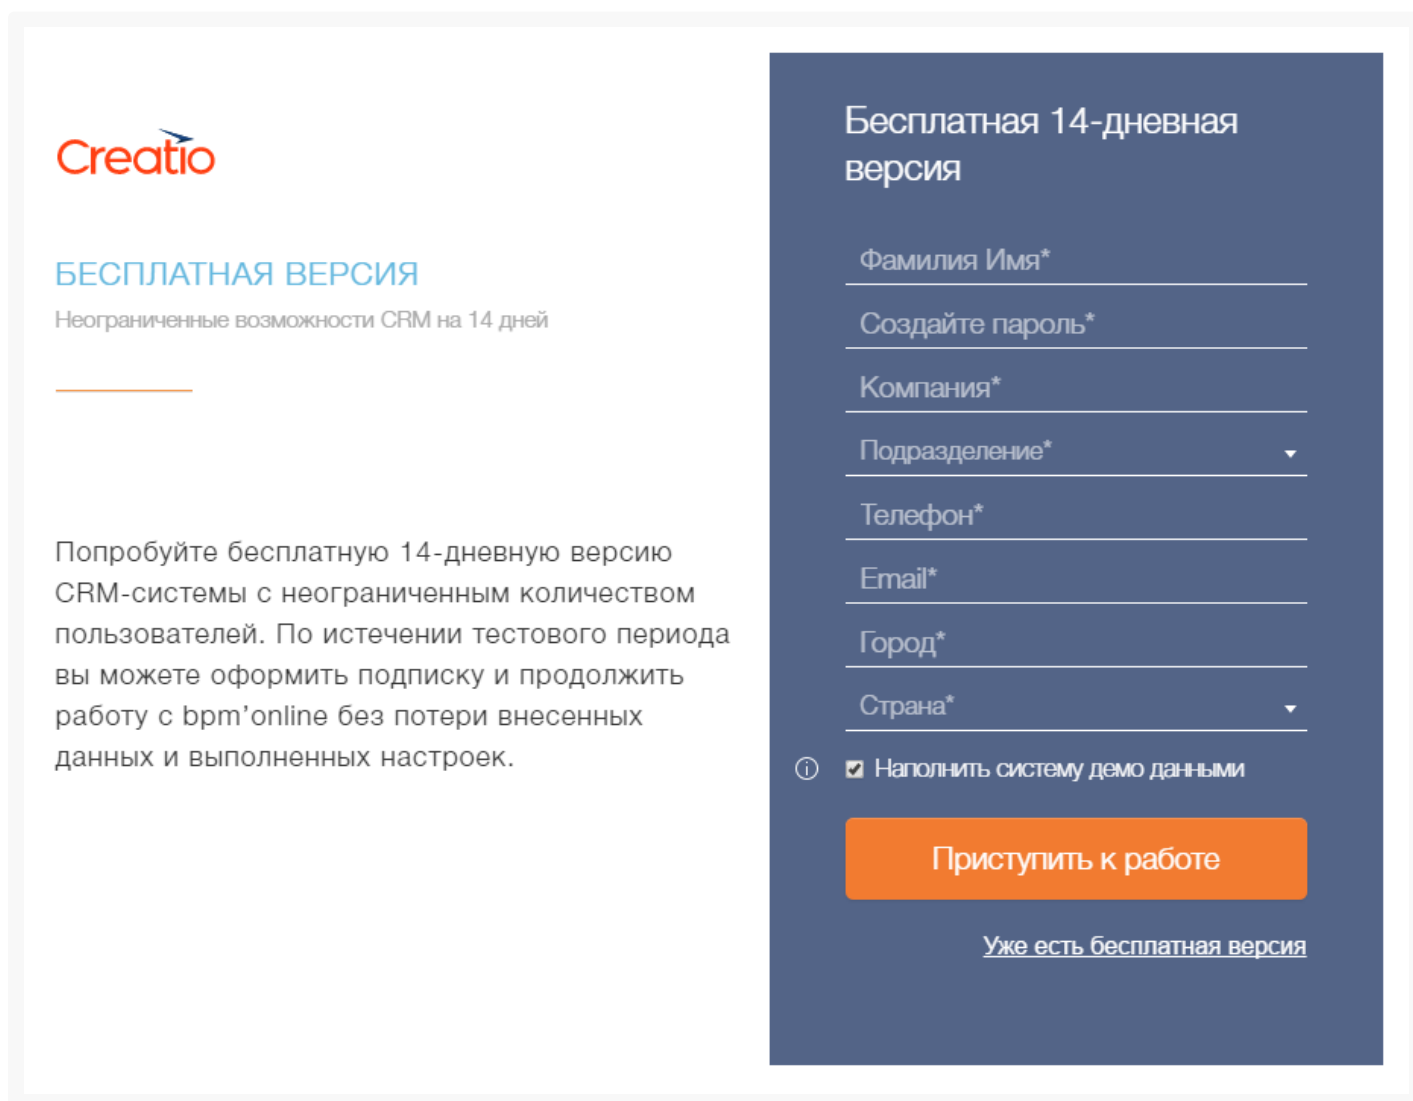 Creatio
БЕСПЛАТНАЯ ВЕРСИЯ
Неограниченные возможности CRM на 14 дней
Попробуйте бесплатную 14-дневную версию
CRM-системы с неограниченным количеством
пользователей. По истечении тестового периода
вы можете оформить подписку и продолжить
работу с bpm’online без потери внесенных
данных и выполненных настроек.
Бесплатная 14-дневная
версия
Фамилия Имя*
Создайте пароль*
Компания*
Подразделение*
Телефон*
Email*
Город*
Страна*
Наполнить систему демо данными
Приступить к работе
Уже есть бесплатная версия